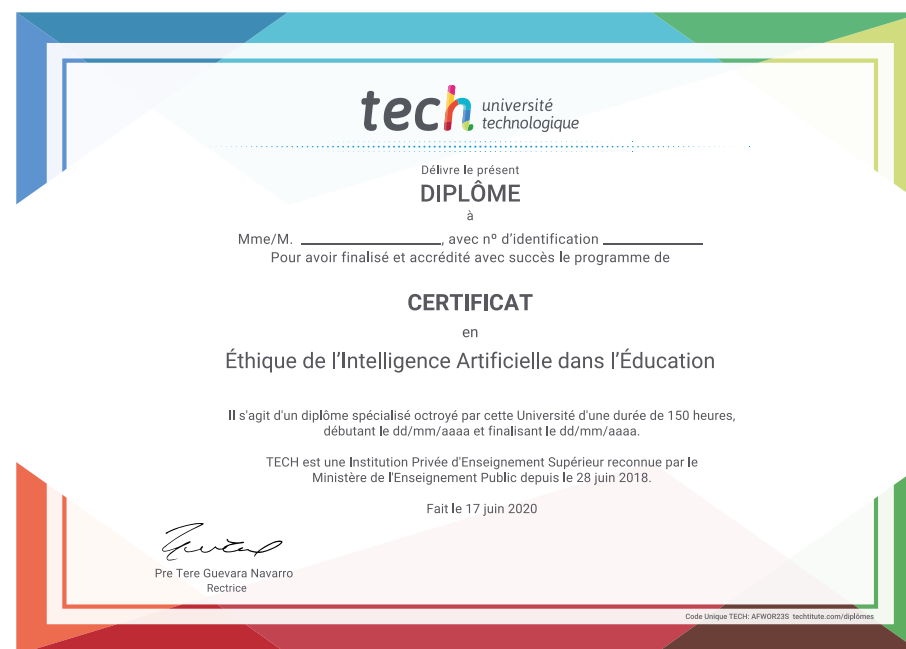 tech université
technologique
Délivre le présent
DIPLÔME
à
Mme/M. ____________________, avec nº d'identification ______________
Pour avoir finalisé et accrédité avec succès le programme de
CERTIFICAT
en
Éthique de l'Intelligence Artificielle dans l'Éducation
Il s'agit d'un diplôme spécialisé octroyé par cette Université d'une durée de 150 heures,
débutant le dd/mm/aaaa et finalisant le dd/mm/aaaa.
TECH est une Institution Privée d'Enseignement Supérieur reconnue par le
Ministère de l'Enseignement Public depuis le 28 juin 2018.
Fait le 17 juin 2020
Pre Tere Guevara Navarro
Rectrice
Code Unique TECH: AFWOR23S techtitute.com/diplômes